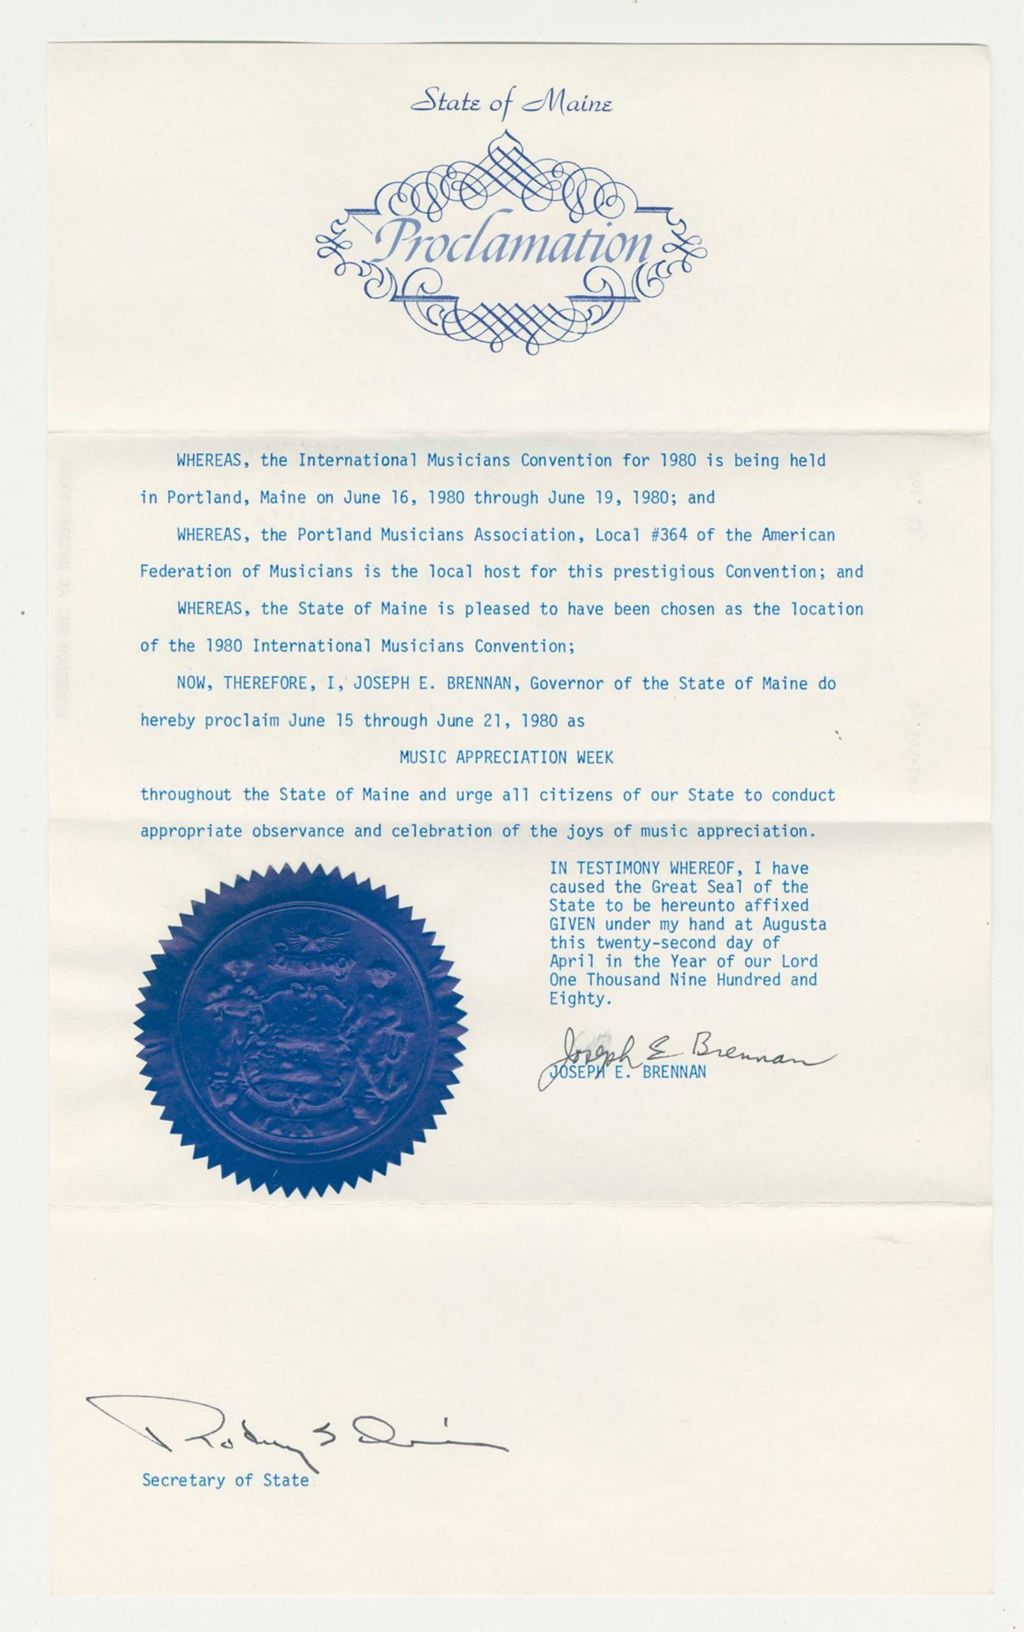 State of Maine
Proclamation
WHEREAS, the International Musicians Convention for 1980 is being held
in Portland, Maine on June 16, 1980 through June 19, 1980; and
WHEREAS, the Portland Musicians Association, Local #364 of the American
Federation of Musicians is the local host for this prestigious Convention; and
WHEREAS, the State of Maine is pleased to have been chosen as the location
of the 1980 International Musicians Convention;
NOW, THEREFORE, I, JOSEPH E. BRENNAN, Governor of the State of Maine do
hereby proclaim June 15 through June 21, 1980 as
MUSIC APPRECIATION WEEK
throughout the State of Maine and urge all citizens of our State to conduct
appropriate observance and celebration of the joys of music appreciation.
IN TESTIMONY WHEREOF, I have
caused the Great Seal of the
State to be hereunto affixed
GIVEN under my hand at Augusta
this twenty-second day of
April in the Year of our Lord
One Thousand Nine Hundred and
Eighty.
Joseph E Brennan
JOSEPH E. BRENNAN
Rodney S
Secretary of State